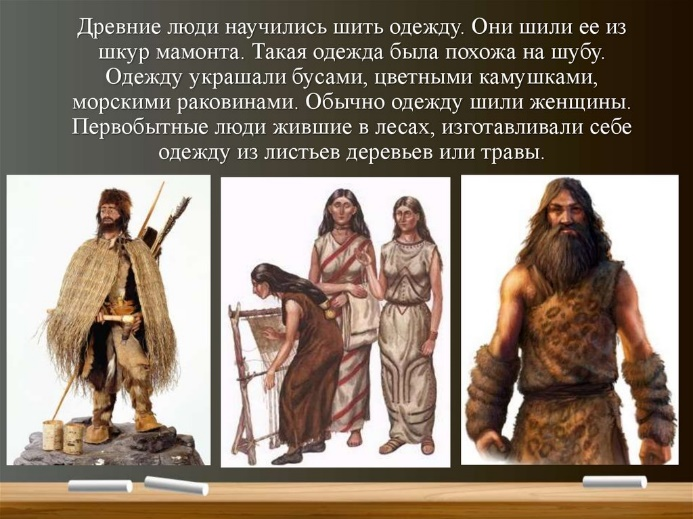 Древние люди научились шить одежду. Они шили ее из
шкур мамонта. Такая одежда была похожа на шубу.
Одежду украшали бусами, цветными камушками,
морскими раковинами. Обычно одежду шили женщины.
Первобытные люди жившие в лесах, изготавливали себе
одежду из листьев деревьев или травы.